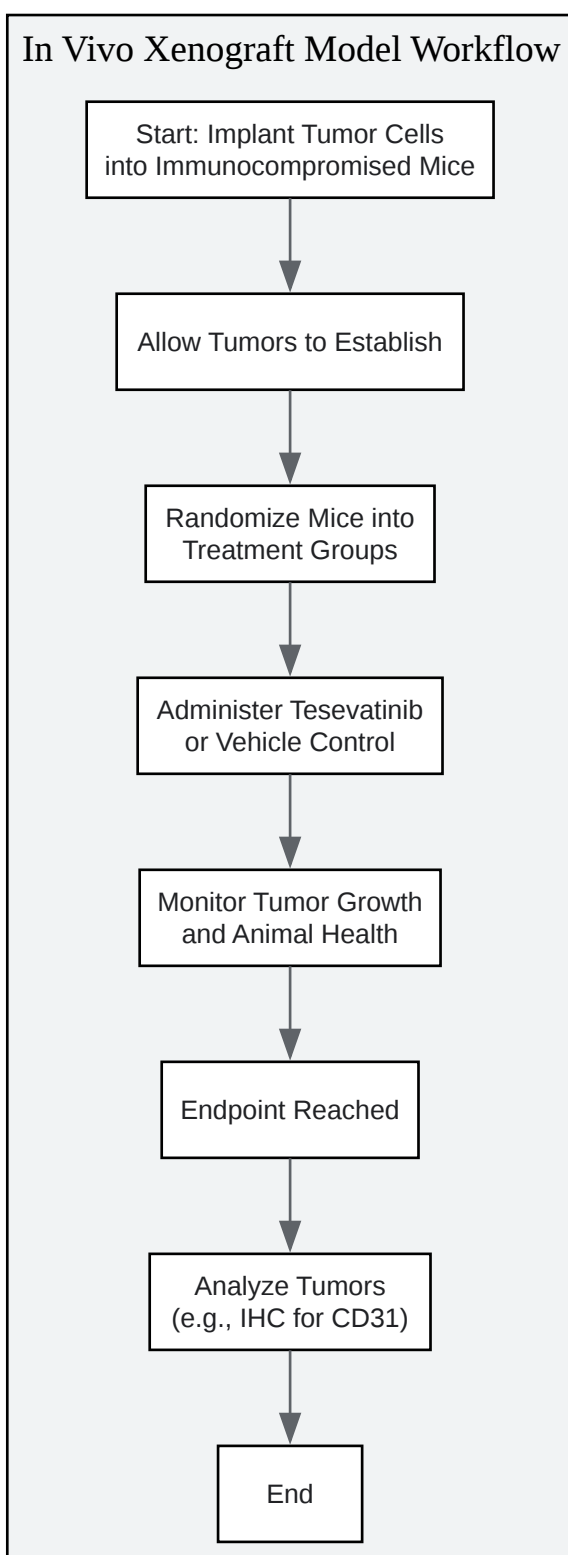 In Vivo Xenograft Model Workflow
Start: Implant Tumor Cells
into Immunocompromised Mice
Allow Tumors to Establish
Randomize Mice into
Treatment Groups
Administer Tesevatinib
or Vehicle Control
Monitor Tumor Growth
and Animal Health
Endpoint Reached
Analyze Tumors
(e.g., IHC for CD31)
End